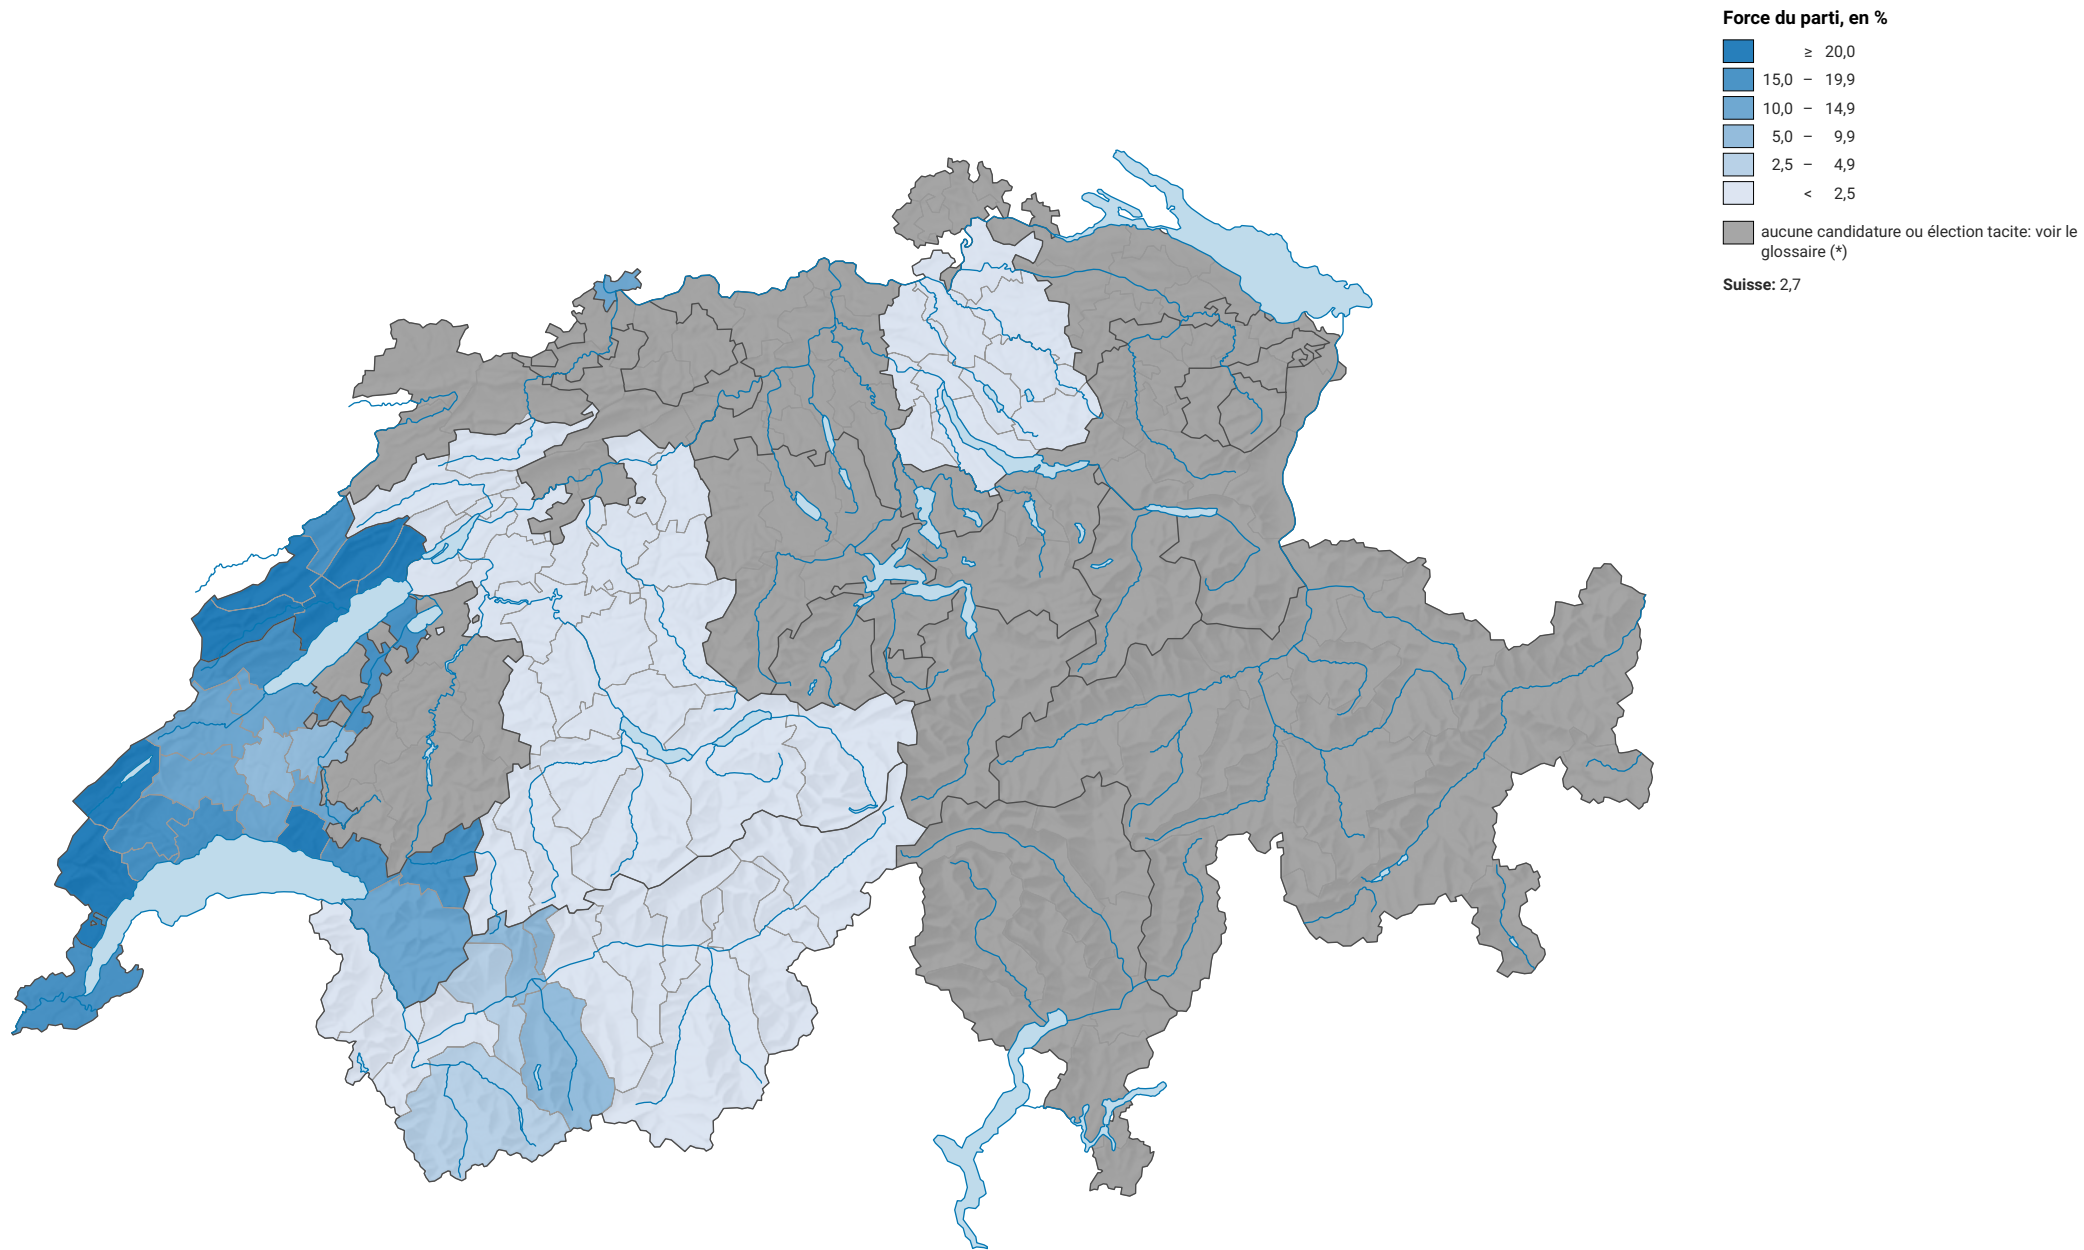 Force du parti, en %
≥ 20,0
15,0 – 19,9
10,0 – 14,9
5,0 – 9,9
2,5 – 4,9
< 2,5
aucune candidature ou élection tacite: voir le
glossaire (*)
Suisse: 2,7